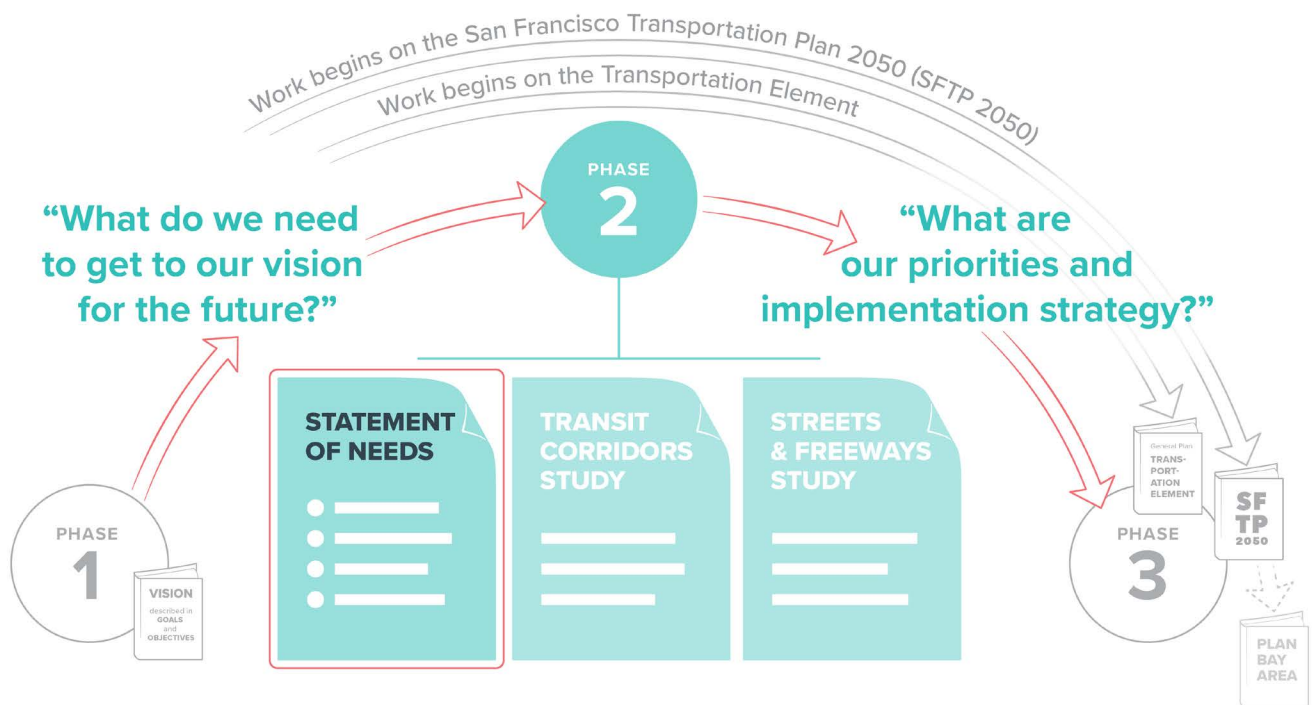 Work begins on the San Francisco Transportation Plan 2050 (SFTP 2050)
Work begins on the Transportation Element
PHASE
2
“What do we need
to get to our vision
for the future?”
“What are
our priorities and
implementation strategy?”
STATEMENT
OF NEEDS
TRANSIT
CORRIDORS
STUDY
STREETS
& FREEWAYS
STUDY
PHASE
1
VISION
described in
GOALS
and
OBJECTIVES
General Plan
TRANS-
PORT-
ATION
ELEMENT
SF
TP
2050
PHASE
3
PLAN
BAY
AREA